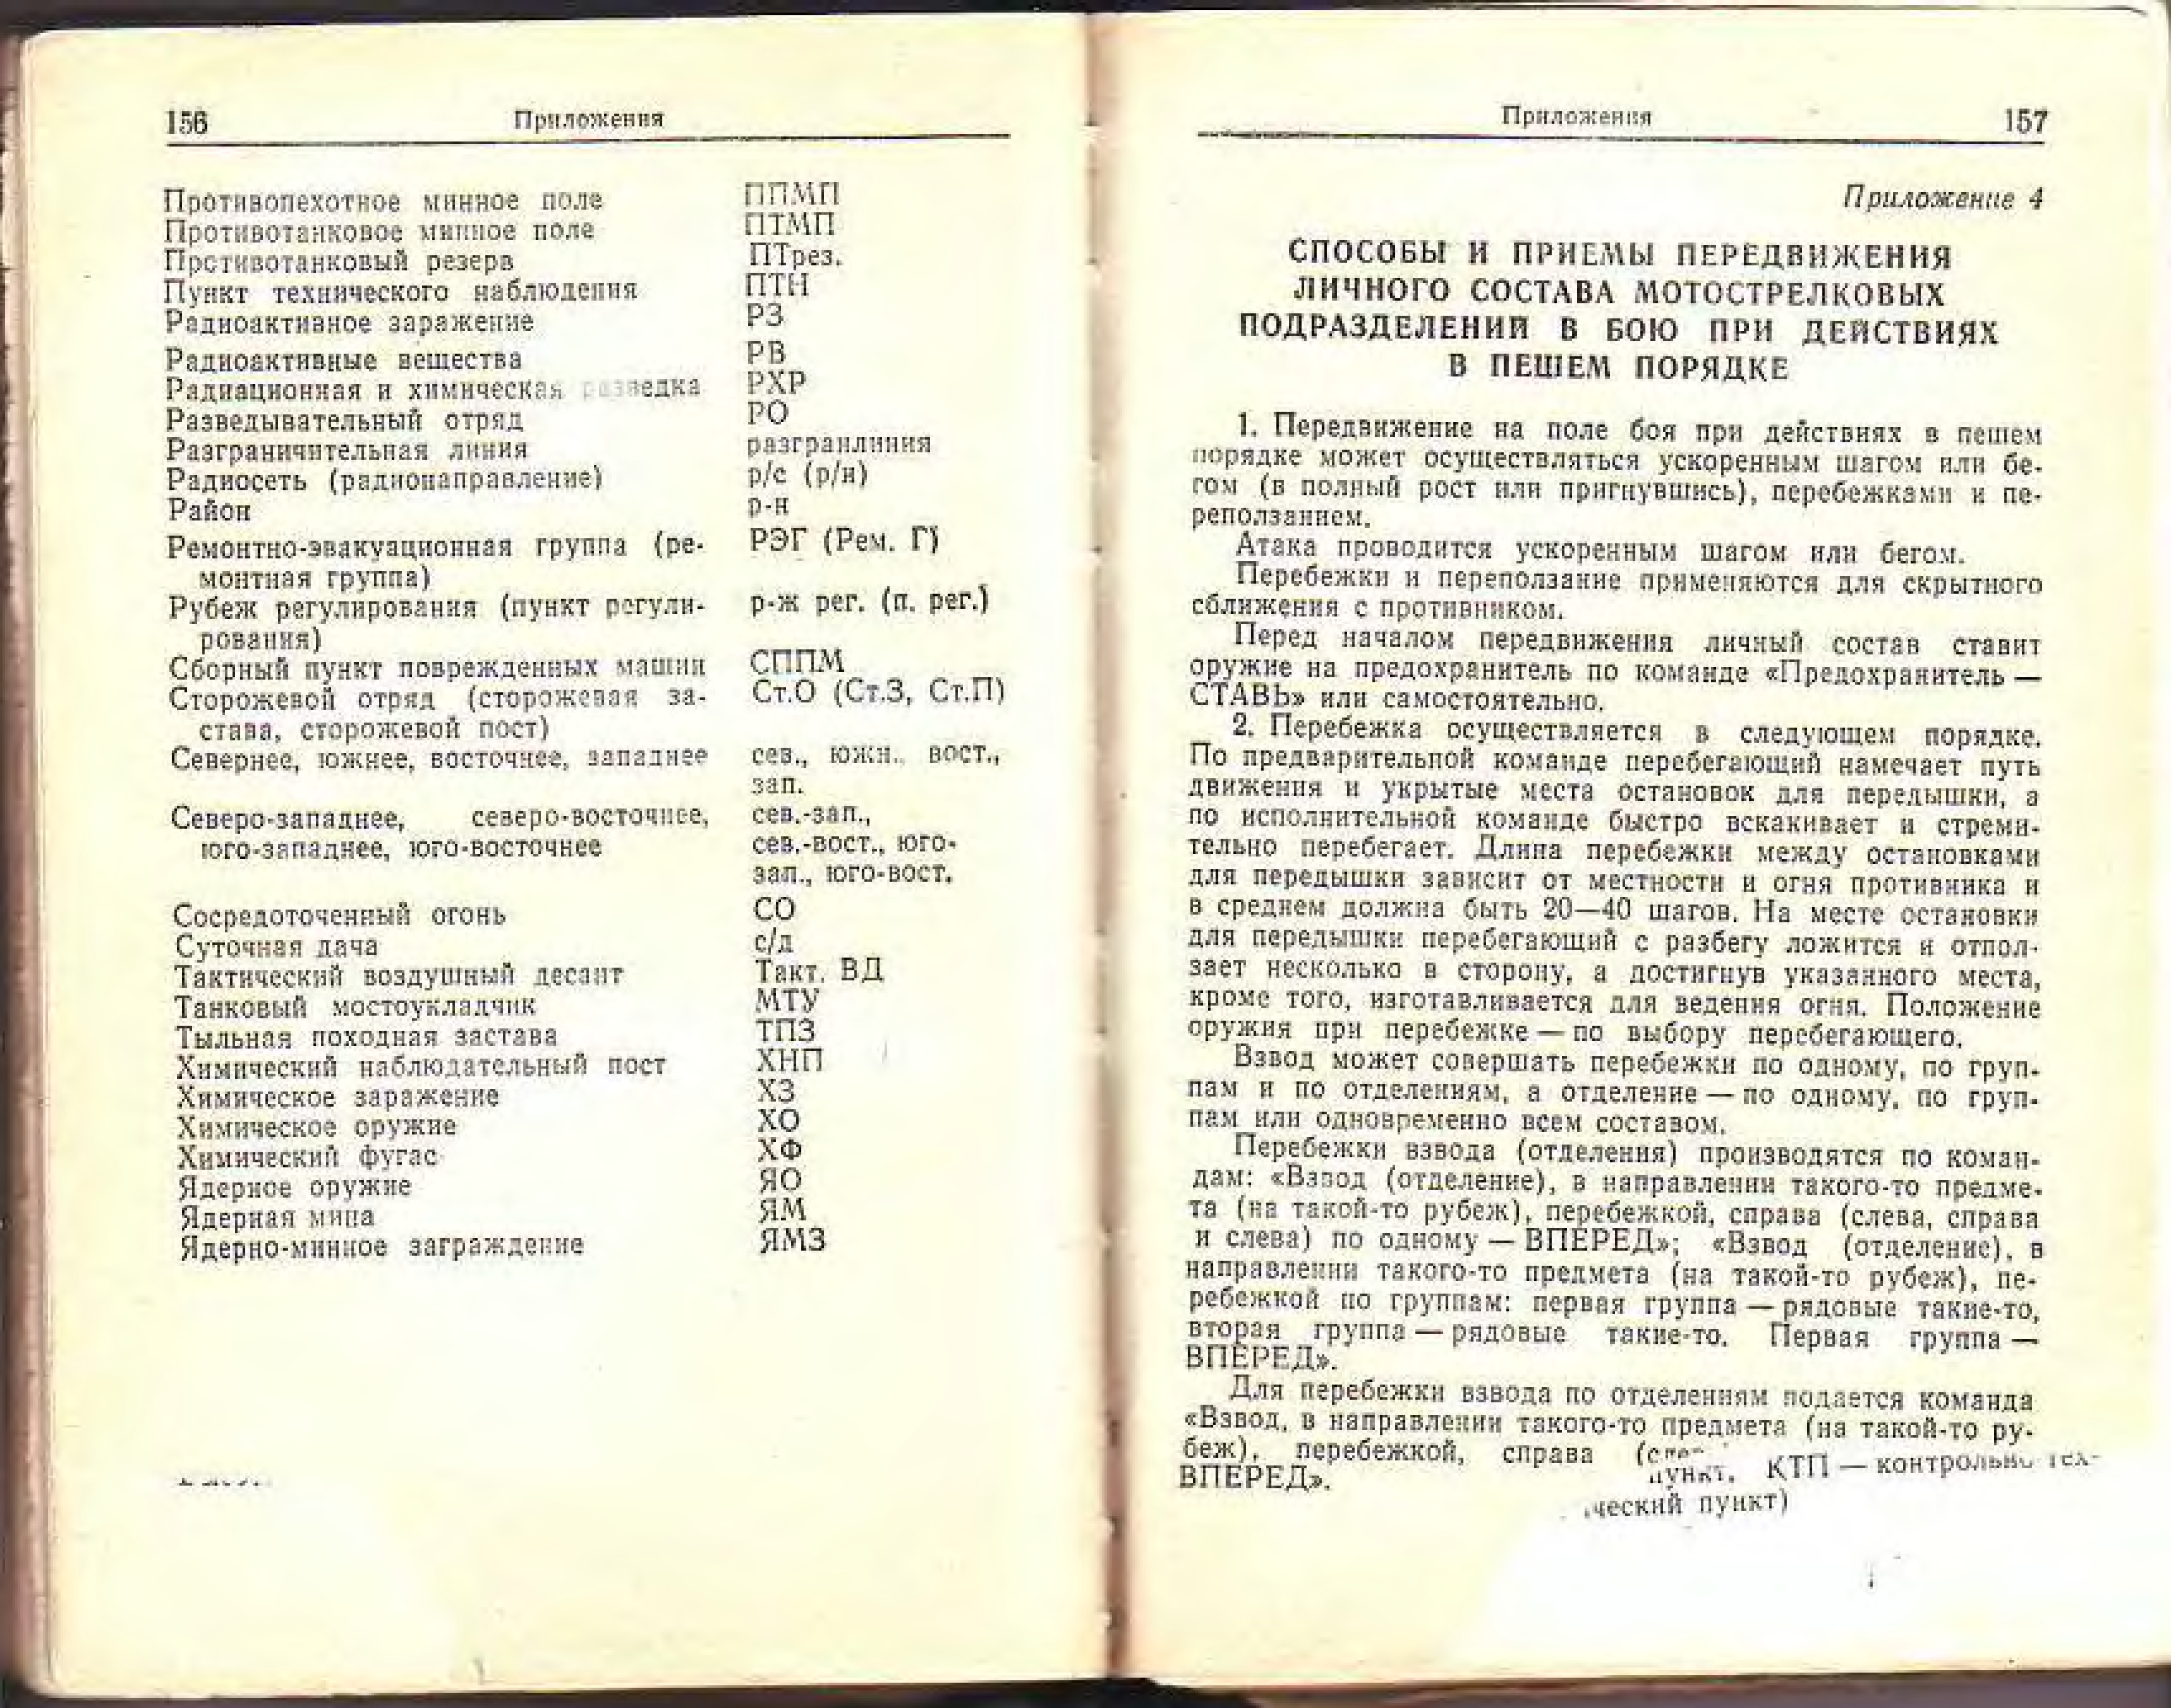 156 Приложения
Противопехотное минное поле ППМП
Противотанковое минное поле ПТМП
Противотанковый резерв ПТрез.
Пункт технического наблюдения ПТН
Радиоактивное заражение РЗ
Радиоактивные вещества РВ
Радиационная и химическая разведка РХР
Разведывательный отряд РО
Разграничительная линия разгранлиния
Радиосеть (радионаправление) р/с (р/н)
Район р-н
Ремонтно-эвакуационная группа (ре- РЭГ (Рем. Г)
монтная группа)
Рубеж регулирования (пункт регули- р-ж рег. (п. рег.)
рования)
Сборный пункт поврежденных машин СППМ
Сторожевой отряд (сторожевая за- Ст.О (Ст.З, Ст.П)
става, сторожевой пост)
Севернее, южнее, восточнее, западнее сев., южн., вост.,
зап.
Северо-западнее, северо-восточнее, сев.-зап.,
юго-западнее, юго-восточнее сев.-вост., юго-
зап., юго-вост.
Сосредоточенный огонь СО
Суточная дача с/д
Тактический воздушный десант Такт. ВД
Танковый мостоукладчик МТУ
Тыльная походная застава ТПЗ
Химический наблюдательный пост ХНП
Химическое заражение ХЗ
Химическое оружие ХО
Химический фугас ХФ
Ядерное оружие ЯО
Ядерная мина ЯМ
Ядерно-минное заграждение ЯМЗ
Приложения 157
Приложение 4
СПОСОБЫ И ПРИЕМЫ ПЕРЕДВИЖЕНИЯ
ЛИЧНОГО СОСТАВА МОТОСТРЕЛКОВЫХ
ПОДРАЗДЕЛЕНИЙ В БОЮ ПРИ ДЕЙСТВИЯХ
В ПЕШЕМ ПОРЯДКЕ
1. Передвижение на поле боя при действиях в пешем
порядке может осуществляться ускоренным шагом или бе-
гом (в полный рост или пригнувшись), перебежками и пе-
реползанием.
Атака проводится ускоренным шагом или бегом.
Перебежки и переползание применяются для скрытного
сближения с противником.
Перед началом передвижения личный состав ставит
оружие на предохранитель по команде «Предохранитель —
СТАВЬ» или самостоятельно.
2. Перебежка осуществляется в следующем порядке.
По предварительной команде перебегающий намечает путь
движения и укрытые места остановок для передышки, а
по исполнительной команде быстро вскакивает и стреми-
тельно перебегает. Длина перебежки между остановками
для передышки зависит от местности и огня противника и
в среднем должна быть 20—40 шагов. На месте остановки
для передышки перебегающий с разбегу ложится и отпол-
зает несколько в сторону, а достигнув указанного места,
кроме того, изготавливается для ведения огня. Положение
оружия при перебежке — по выбору перебегающего.
Взвод может совершать перебежки по одному, по груп-
пам и по отделениям, а отделение — по одному, по груп-
пам или одновременно всем составом.
Перебежки взвода (отделения) производятся по коман-
дам: «Взвод (отделение), в направлении такого-то предме-
та (на такой-то рубеж), перебежкой, справа (слева, справа
и слева) по одному — ВПЕРЕД»; «Взвод (отделение), в
направлении такого-то предмета (на такой-то рубеж), пе-
ребежкой по группам: первая группа — рядовые такие-то,
вторая группа — рядовые такие-то. Первая группа —
ВПЕРЕД».
Для перебежки взвода по отделениям подается команда
«Взвод, в направлении такого-то предмета (на такой-то ру-
беж), перебежкой, справа
ВПЕРЕД». пункт, КТП — контрольно-тех-
ческий пункт)